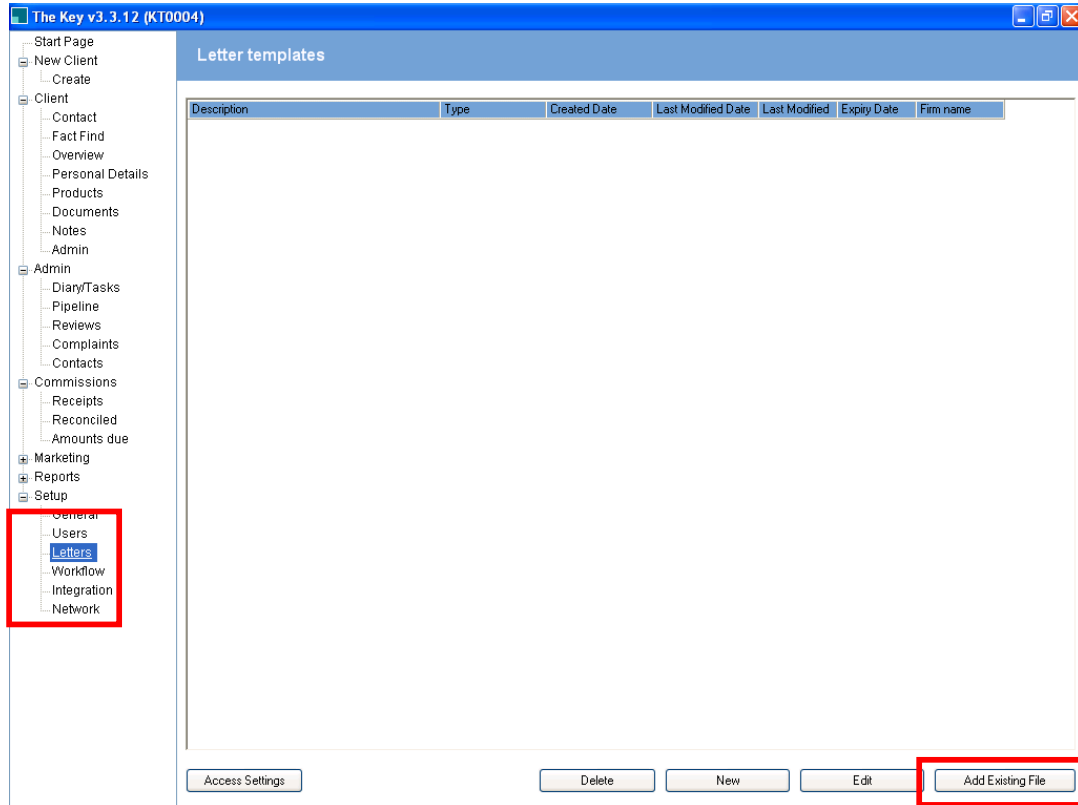 The Key v3.3.12 (KT0004)
Start Page
New Client
Create
Client
Contact
Fact Find
Overview
Personal Details
Products
Documents
Notes
Admin
Admin
Diary/Tasks
Pipeline
Reviews
Complaints
Contacts
Commissions
Receipts
Reconciled
Amounts due
Marketing
Reports
Setup
General
Users
Letters
Workflow
Integration
Network
Letter templates
Description Type Created Date Last Modified Date Last Modified Expiry Date Firm name
Access Settings Delete New Edit Add Existing File